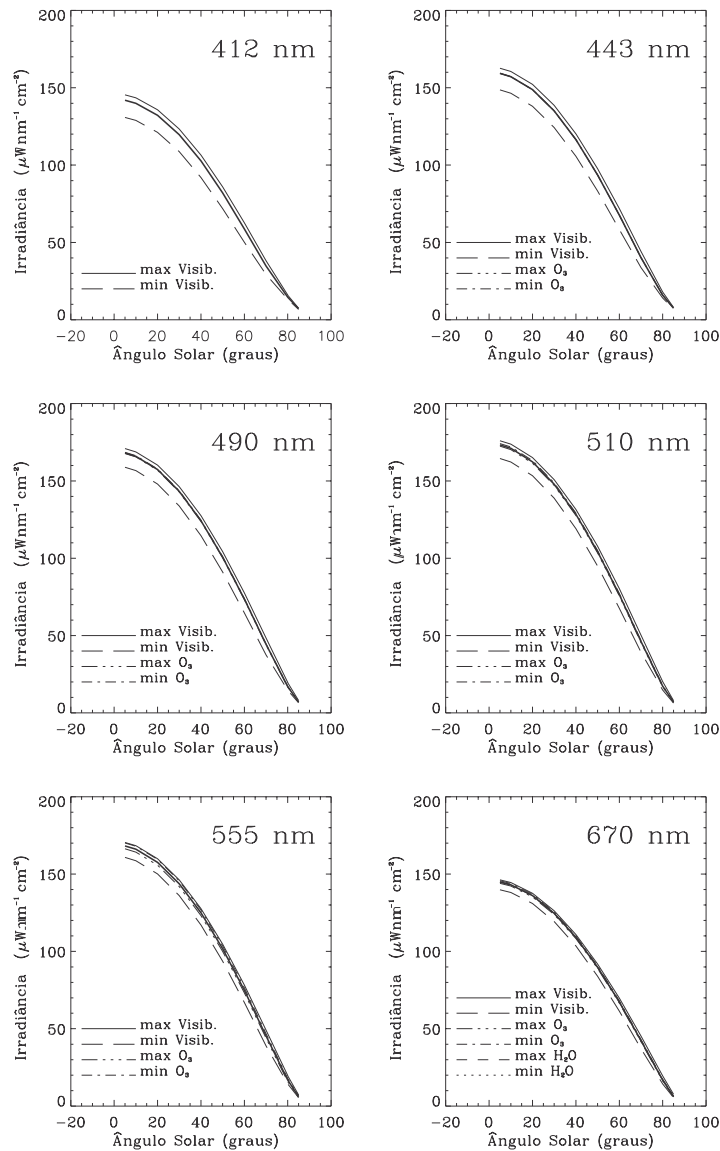 412 nm
200
150
100
50
0
Irradiância (μWnm⁻¹ cm⁻²)
max Visib.
min Visib.
-20 0 20 40 60 80 100
Ângulo Solar (graus)
443 nm
200
150
100
50
0
Irradiância (μWnm⁻¹ cm⁻²)
max Visib.
min Visib.
max O₃
min O₃
-20 0 20 40 60 80 100
Ângulo Solar (graus)
490 nm
200
150
100
50
0
Irradiância (μWnm⁻¹ cm⁻²)
max Visib.
min Visib.
max O₃
min O₃
-20 0 20 40 60 80 100
Ângulo Solar (graus)
510 nm
200
150
100
50
0
Irradiância (μWnm⁻¹ cm⁻²)
max Visib.
min Visib.
max O₃
min O₃
-20 0 20 40 60 80 100
Ângulo Solar (graus)
555 nm
200
150
100
50
0
Irradiância (μWnm⁻¹ cm⁻²)
max Visib.
min Visib.
max O₃
min O₃
-20 0 20 40 60 80 100
Ângulo Solar (graus)
670 nm
200
150
100
50
0
Irradiância (μWnm⁻¹ cm⁻²)
max Visib.
min Visib.
max O₃
min O₃
max H₂O
min H₂O
-20 0 20 40 60 80 100
Ângulo Solar (graus)